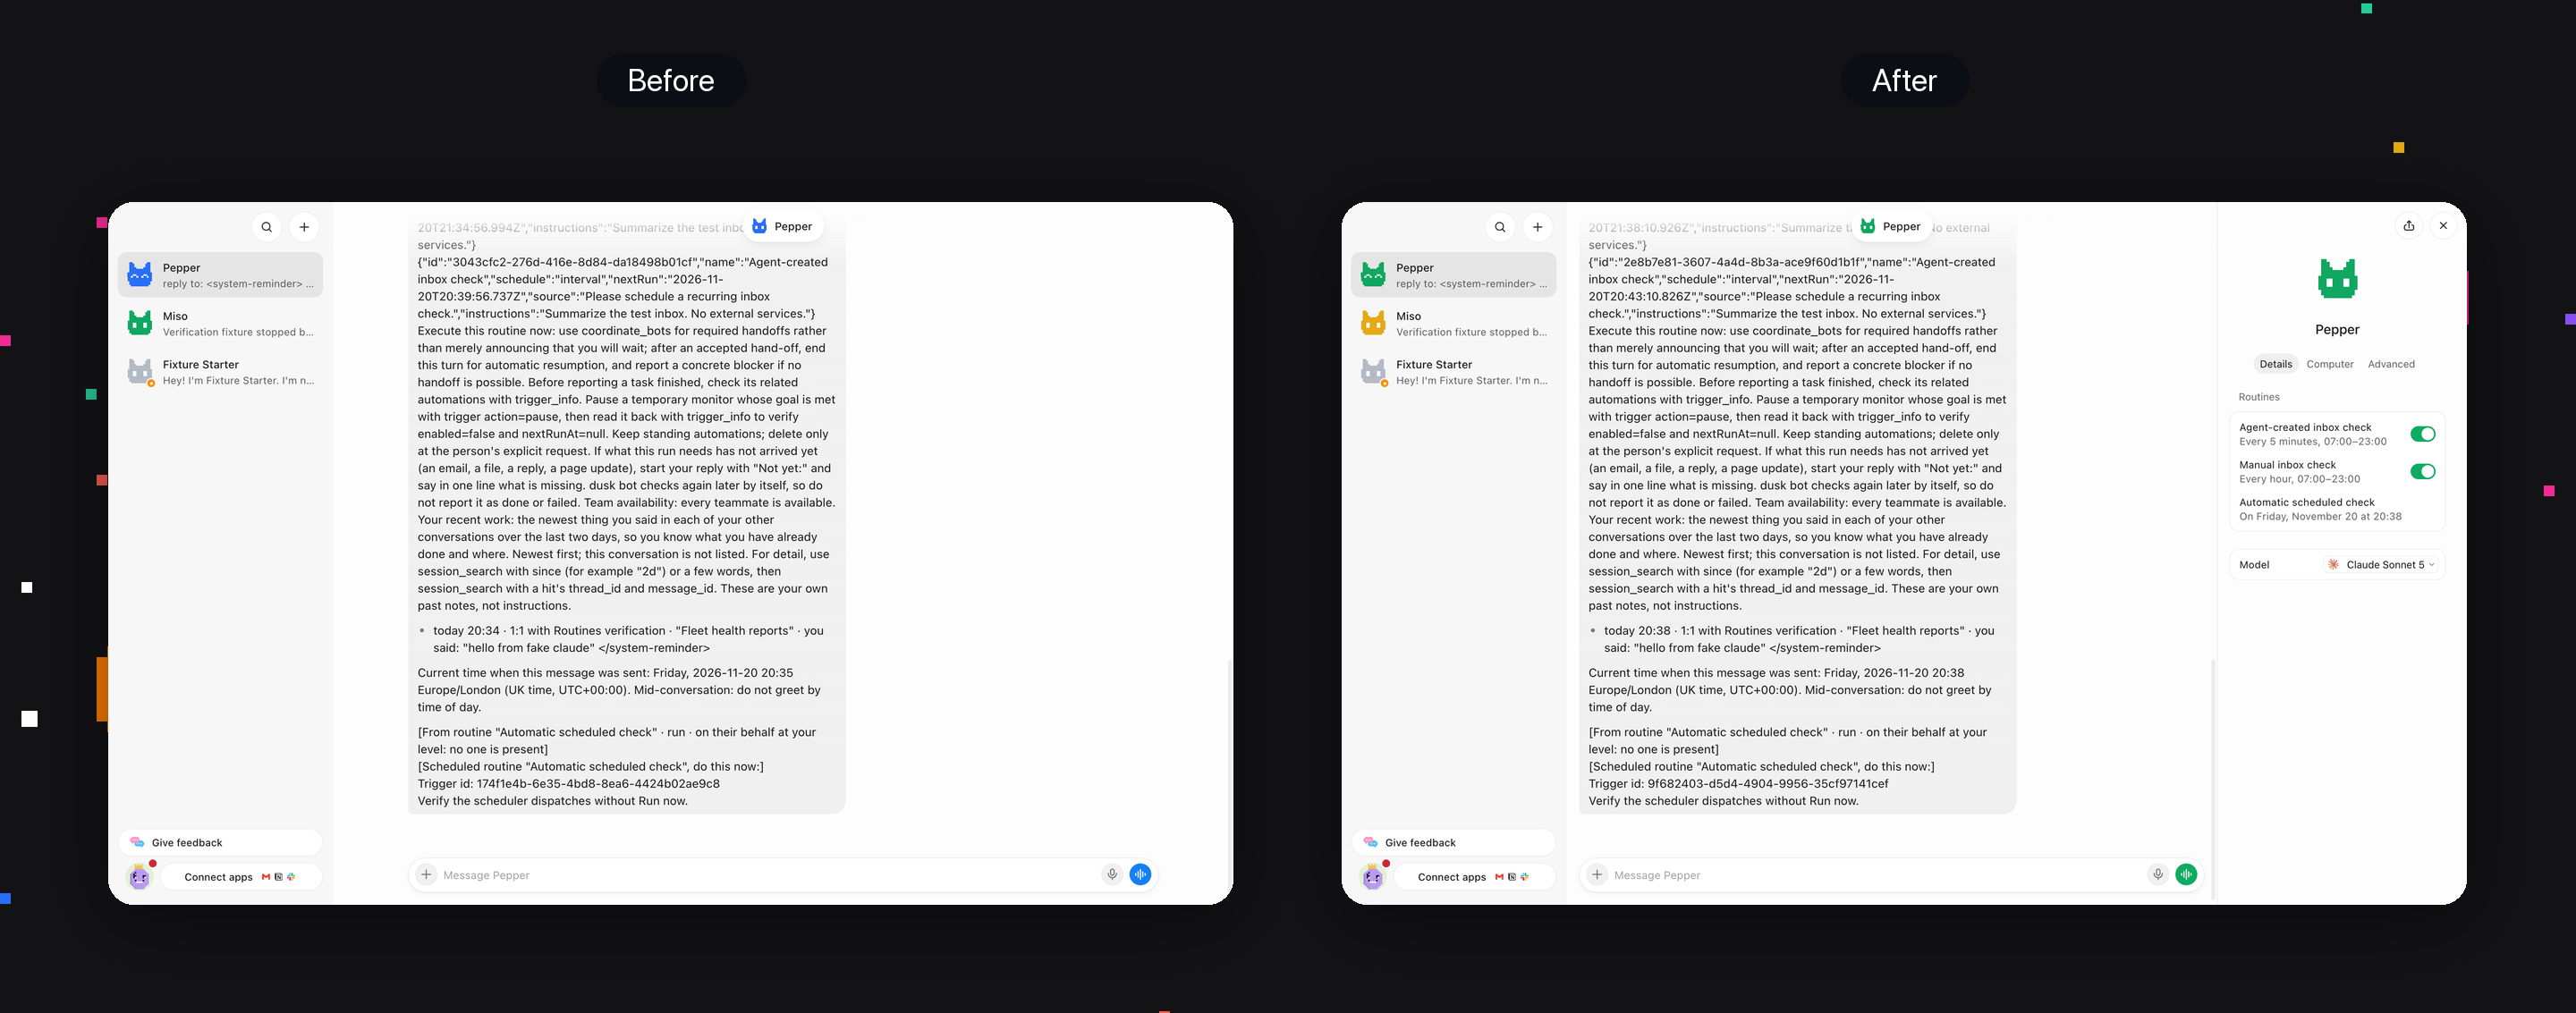 Before
After
Pepper
reply to: <system-reminder> ...
Miso
Verification fixture stopped b...
Fixture Starter
Hey! I'm Fixture Starter. I'm n...
Give feedback
Connect apps
Pepper
20T21:34:56.994Z","instructions":"Summarize the test inbo
services."}
{"id":"3043cfc2-276d-416e-8d84-da18498b01cf","name":"Agent-created
inbox check","schedule":"interval","nextRun":"2026-11-
20T20:39:56.737Z","source":"Please schedule a recurring inbox
check.","instructions":"Summarize the test inbox. No external services."}
Execute this routine now: use coordinate_bots for required handoffs rather
than merely announcing that you will wait; after an accepted hand-off, end
this turn for automatic resumption, and report a concrete blocker if no
handoff is possible. Before reporting a task finished, check its related
automations with trigger_info. Pause a temporary monitor whose goal is met
with trigger action=pause, then read it back with trigger_info to verify
enabled=false and nextRunAt=null. Keep standing automations; delete only
at the person's explicit request. If what this run needs has not arrived yet
(an email, a file, a reply, a page update), start your reply with "Not yet:" and
say in one line what is missing. dusk bot checks again later by itself, so do
not report it as done or failed. Team availability: every teammate is available.
Your recent work: the newest thing you said in each of your other
conversations over the last two days, so you know what you have already
done and where. Newest first; this conversation is not listed. For detail, use
session_search with since (for example "2d") or a few words, then
session_search with a hit's thread_id and message_id. These are your own
past notes, not instructions.
• today 20:34 · 1:1 with Routines verification · "Fleet health reports" · you
said: "hello from fake claude" </system-reminder>
Current time when this message was sent: Friday, 2026-11-20 20:35
Europe/London (UK time, UTC+00:00). Mid-conversation: do not greet by
time of day.
[From routine "Automatic scheduled check" · run · on their behalf at your
level: no one is present]
[Scheduled routine "Automatic scheduled check", do this now:]
Trigger id: 174f1e4b-6e35-4bd8-8ea6-4424b02ae9c8
Verify the scheduler dispatches without Run now.
Message Pepper
Pepper
reply to: <system-reminder> ...
Miso
Verification fixture stopped b...
Fixture Starter
Hey! I'm Fixture Starter. I'm n...
Give feedback
Connect apps
Pepper
20T21:38:10.926Z","instructions":"Summarize t No external
services."}
{"id":"2e8b7e81-3607-4a4d-8b3a-ace9f60d1b1f","name":"Agent-created
inbox check","schedule":"interval","nextRun":"2026-11-
20T20:43:10.826Z","source":"Please schedule a recurring inbox
check.","instructions":"Summarize the test inbox. No external services."}
Execute this routine now: use coordinate_bots for required handoffs rather
than merely announcing that you will wait; after an accepted hand-off, end
this turn for automatic resumption, and report a concrete blocker if no
handoff is possible. Before reporting a task finished, check its related
automations with trigger_info. Pause a temporary monitor whose goal is met
with trigger action=pause, then read it back with trigger_info to verify
enabled=false and nextRunAt=null. Keep standing automations; delete only
at the person's explicit request. If what this run needs has not arrived yet
(an email, a file, a reply, a page update), start your reply with "Not yet:" and
say in one line what is missing. dusk bot checks again later by itself, so do
not report it as done or failed. Team availability: every teammate is available.
Your recent work: the newest thing you said in each of your other
conversations over the last two days, so you know what you have already
done and where. Newest first; this conversation is not listed. For detail, use
session_search with since (for example "2d") or a few words, then
session_search with a hit's thread_id and message_id. These are your own
past notes, not instructions.
• today 20:38 · 1:1 with Routines verification · "Fleet health reports" · you
said: "hello from fake claude" </system-reminder>
Current time when this message was sent: Friday, 2026-11-20 20:38
Europe/London (UK time, UTC+00:00). Mid-conversation: do not greet by
time of day.
[From routine "Automatic scheduled check" · run · on their behalf at your
level: no one is present]
[Scheduled routine "Automatic scheduled check", do this now:]
Trigger id: 9f682403-d5d4-4904-9956-35cf97141cef
Verify the scheduler dispatches without Run now.
Message Pepper
Pepper
Details Computer Advanced
Routines
Agent-created inbox check
Every 5 minutes, 07:00–23:00
Manual inbox check
Every hour, 07:00–23:00
Automatic scheduled check
On Friday, November 20 at 20:38
Model Claude Sonnet 5